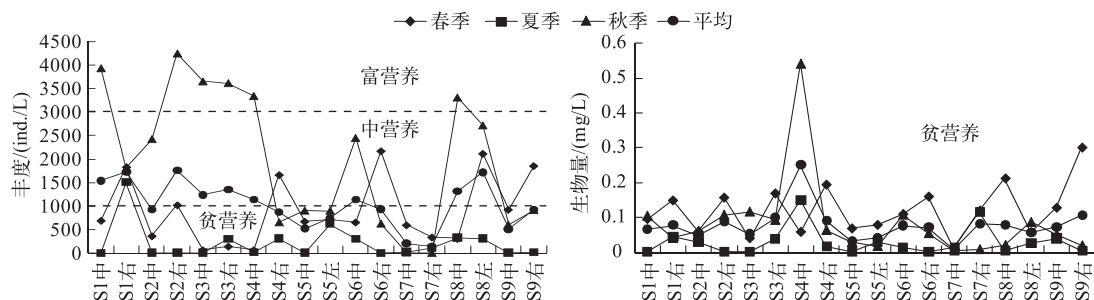 春季 夏季 秋季 平均
4500
4000
3500
3000
2500
2000
1500
1000
500
0
丰度/(ind./L)
富营养
中营养
贫营养
S1中 S1右 S2中 S2右 S3中 S3右 S4中 S4右 S5中 S5左 S6中 S6右 S7中 S7右 S8中 S8左 S9中 S9右
0.6
0.5
0.4
0.3
0.2
0.1
0
生物量/(mg/L)
贫营养
S1中 S1右 S2中 S2右 S3中 S3右 S4中 S4右 S5中 S5左 S6中 S6右 S7中 S7右 S8中 S8左 S9中 S9右